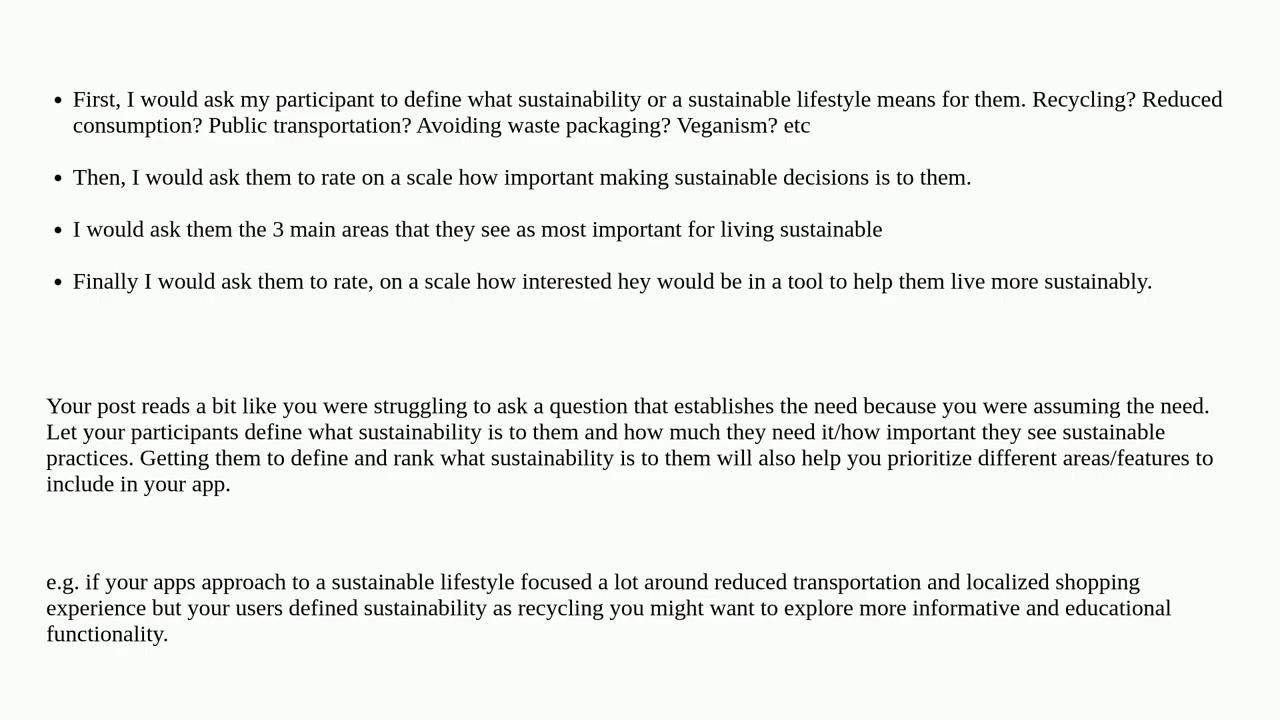 • First, I would ask my participant to define what sustainability or a sustainable lifestyle means for them. Recycling? Reduced
consumption? Public transportation? Avoiding waste packaging? Veganism? etc
• Then, I would ask them to rate on a scale how important making sustainable decisions is to them.
• I would ask them the 3 main areas that they see as most important for living sustainable
• Finally I would ask them to rate, on a scale how interested hey would be in a tool to help them live more sustainably.
Your post reads a bit like you were struggling to ask a question that establishes the need because you were assuming the need.
Let your participants define what sustainability is to them and how much they need it/how important they see sustainable
practices. Getting them to define and rank what sustainability is to them will also help you prioritize different areas/features to
include in your app.
e.g. if your apps approach to a sustainable lifestyle focused a lot around reduced transportation and localized shopping
experience but your users defined sustainability as recycling you might want to explore more informative and educational
functionality.